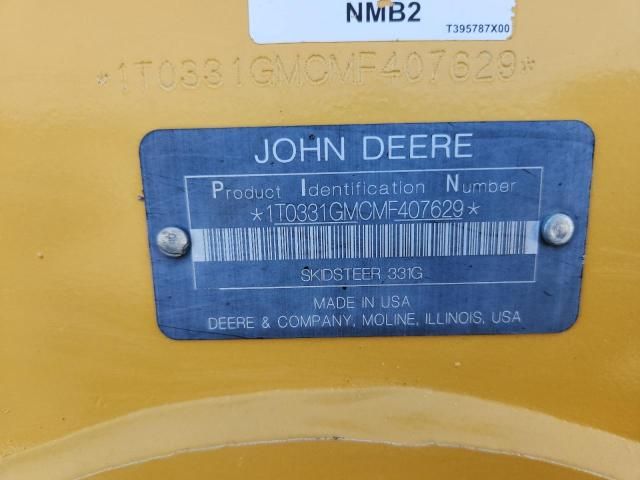 NMB2
T395787X00
*1T0331GMCMF407629*
JOHN DEERE
Product Identification Number
*1T0331GMCMF407629*
SKIDSTEER 331G
MADE IN USA
DEERE & COMPANY, MOLINE, ILLINOIS, USA